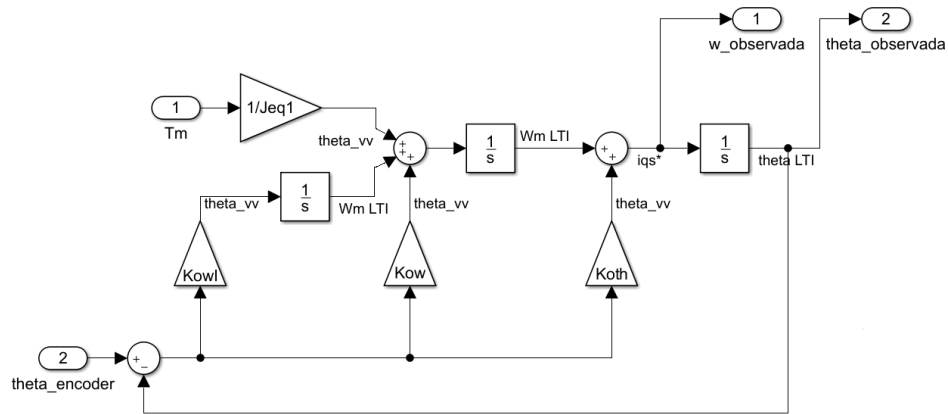 1
w_observada
2
theta_observada
1
Tm
1/Jeq1
theta_vv
+
+
+
1
s
Wm LTI
+
+
iqs*
1
s
theta LTI
theta_vv
1
s
Wm LTI
theta_vv
theta_vv
Kowl
Kow
Koth
2
theta_encoder
+
−